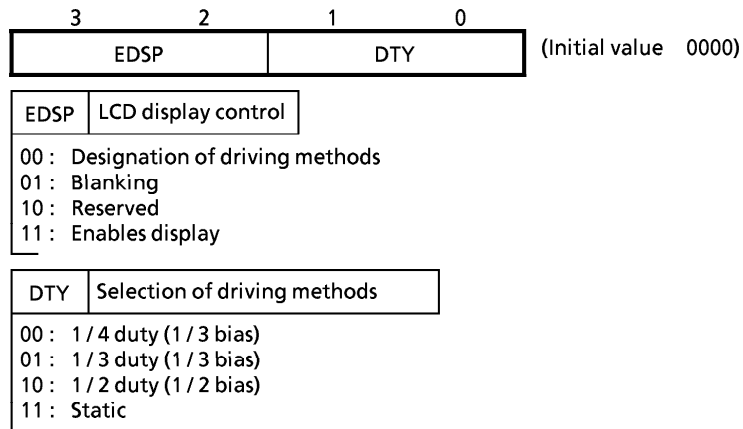 3 2 1 0
EDSP DTY (Initial value 0000)
EDSP LCD display control
00 : Designation of driving methods
01 : Blanking
10 : Reserved
11 : Enables display
DTY Selection of driving methods
00 : 1 / 4 duty (1 / 3 bias)
01 : 1 / 3 duty (1 / 3 bias)
10 : 1 / 2 duty (1 / 2 bias)
11 : Static